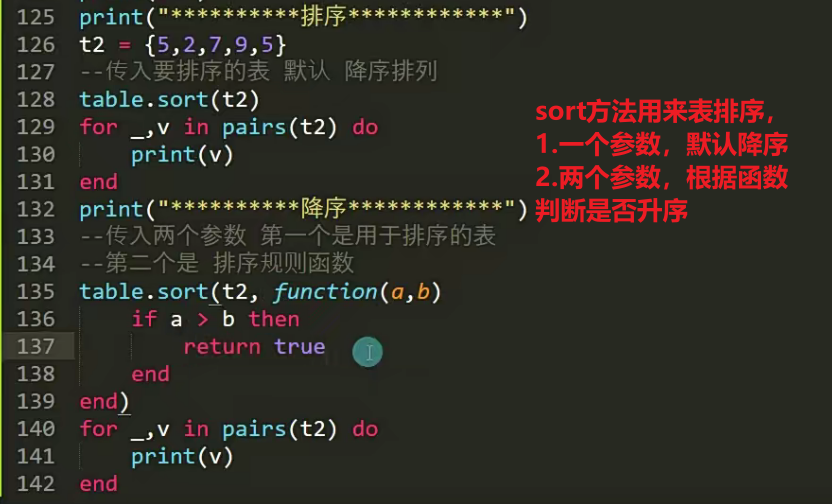 125 print("**********排序************")
126 t2 = {5,2,7,9,5}
127 --传入要排序的表 默认 降序排列
128 table.sort(t2)
129 for _,v in pairs(t2) do
130 print(v)
131 end
132 print("**********降序************")
133 --传入两个参数 第一个是用于排序的表
134 --第二个是 排序规则函数
135 table.sort(t2, function(a,b)
136 if a > b then
137 return true
138 end
139 end)
140 for _,v in pairs(t2) do
141 print(v)
142 end
sort方法用来表排序，
1.一个参数，默认降序
2.两个参数，根据函数
判断是否升序